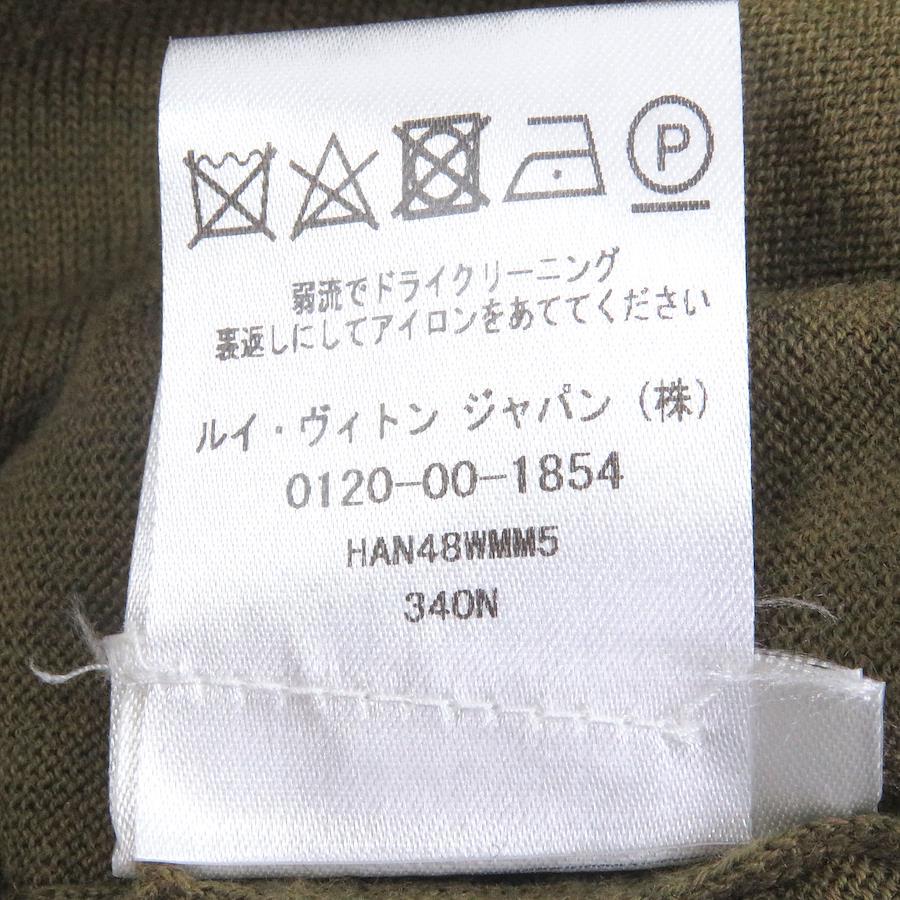 P
弱流でドライクリーニング
裏返しにしてアイロンをあててください
ルイ・ヴィトン ジャパン（株）
0120-00-1854
HAN48WMM5
340N